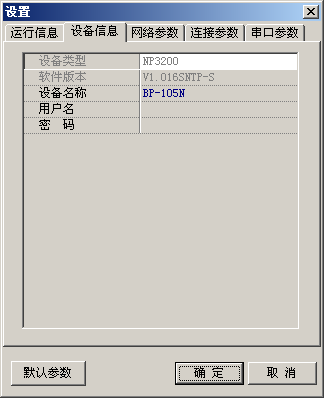 设置
运行信息 设备信息 网络参数 连接参数 串口参数
设备类型 NP3200
软件版本 V1.016SNTP-S
设备名称 BP-105N
用户名
密 码
默认参数 确 定 取 消